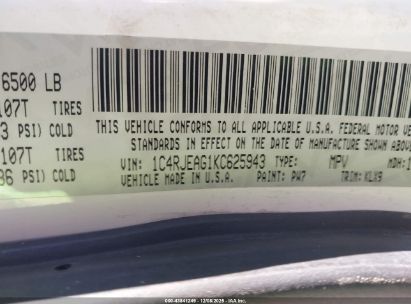 6500 LB
107T TIRES
3 PSI) COLD
107T TIRES
36 PSI) COLD
THIS VEHICLE CONFORMS TO ALL APPLICABLE U.S.A. FEDERAL MOTOR
STANDARDS IN EFFECT ON THE DATE OF MANUFACTURE SHOWN ABOVE
VIN: 1C4RJEAG1KC625943 TYPE: MPV MDH:
VEHICLE MADE IN U.S.A. PAINT: PW7 TRIM: KLX9